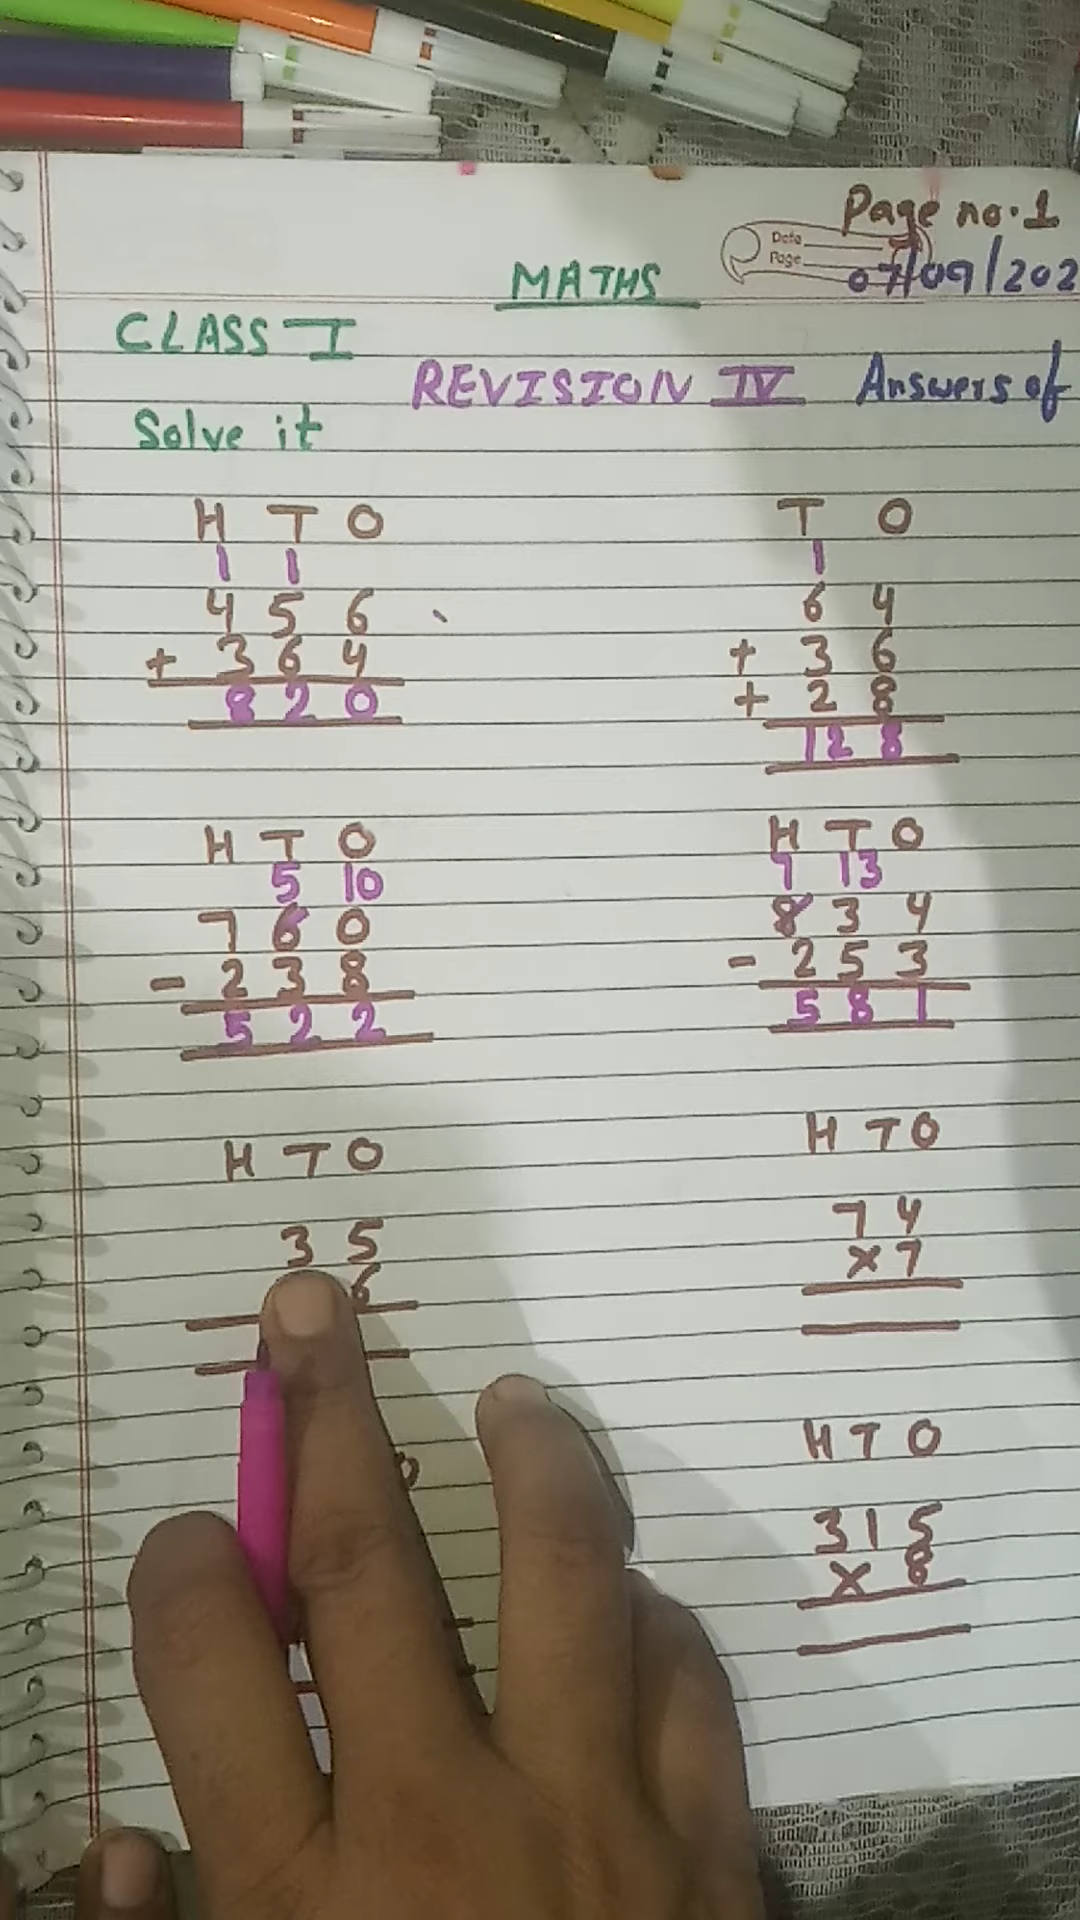 Page no. 1
Date
Page
07/09/202
MATHS
CLASS I
REVISION IV Answers of
Solve it
H T O
1 1
4 5 6
+ 3 6 4
8 2 0
T O
1
6 4
+ 3 6
+ 2 8
12 8
H T O
5 10
7 6 0
- 2 3 8
5 2 2
H T O
7 13
8 3 4
- 2 5 3
5 8 1
H T O
3 5
6
H T O
7 4
× 7
H T O
3 1 5
× 8